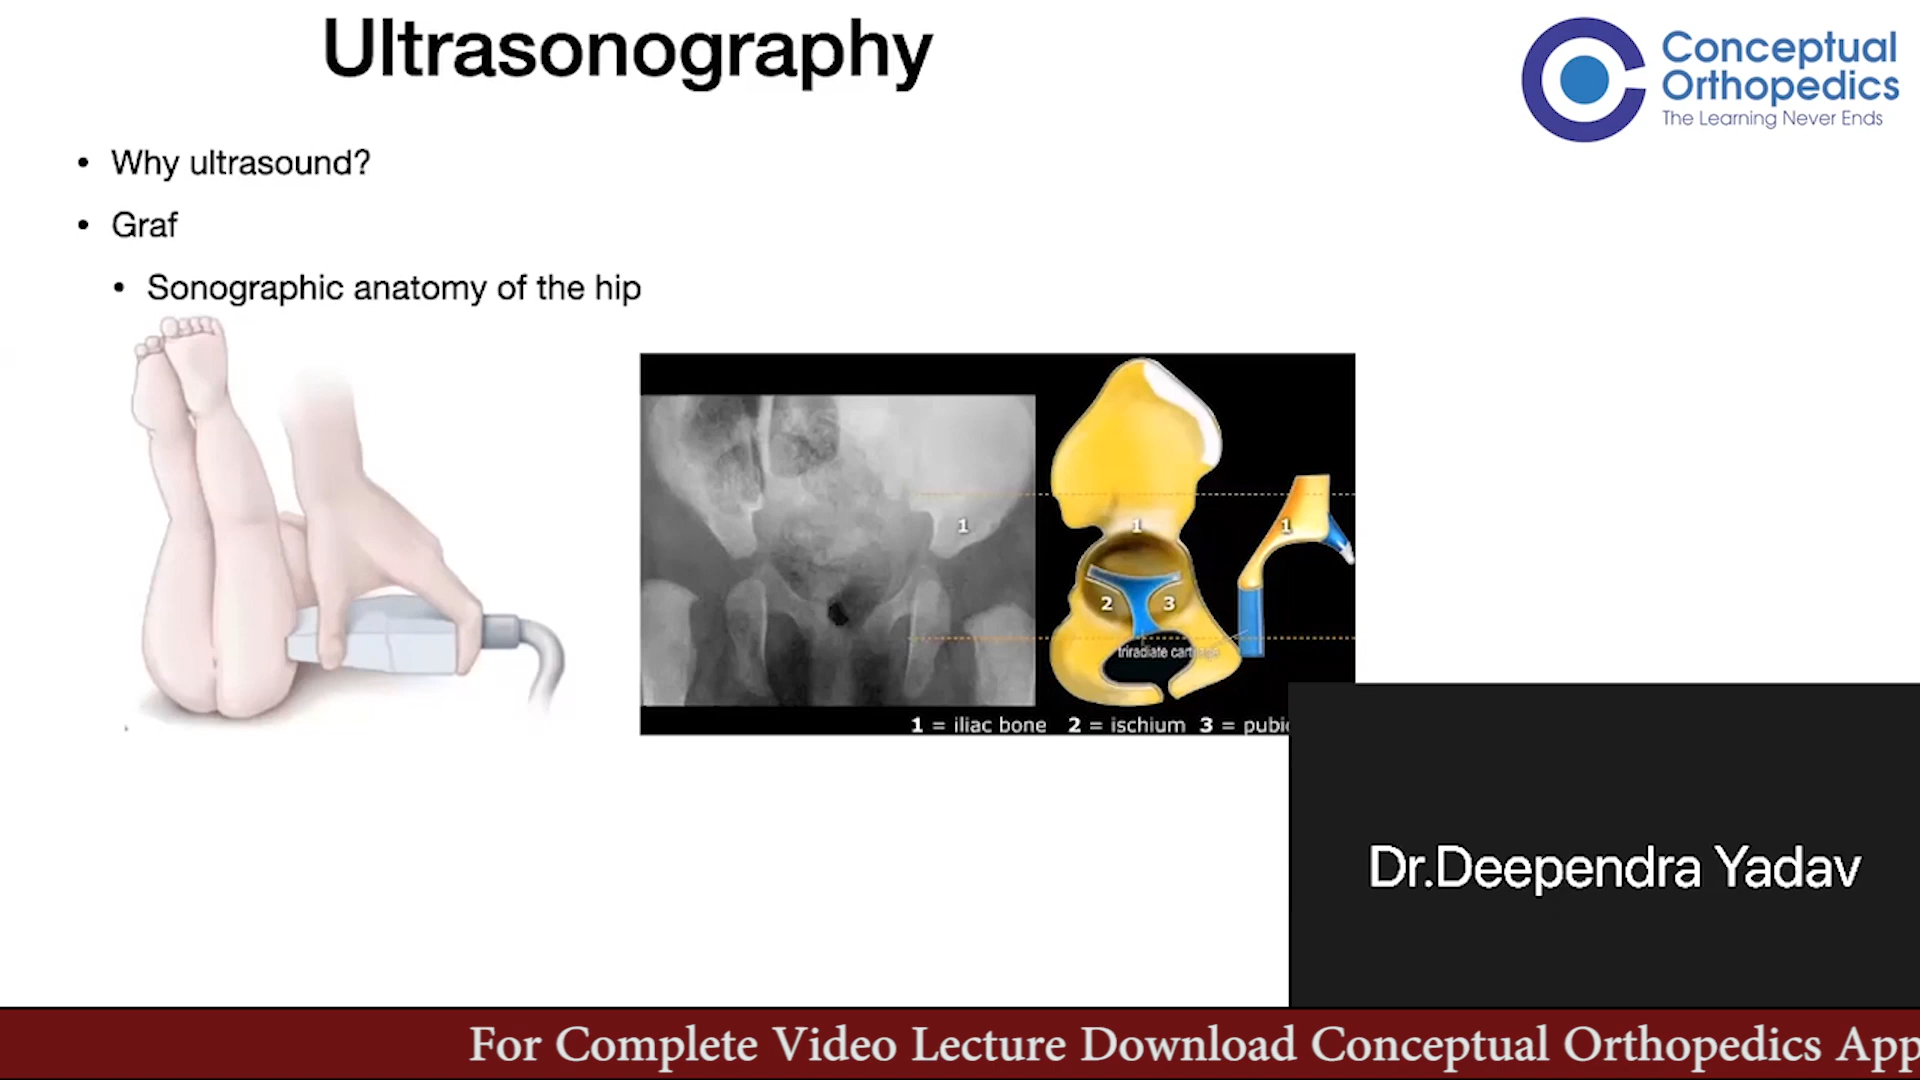 Ultrasonography
Conceptual
Orthopedics
The Learning Never Ends
• Why ultrasound?
• Graf
• Sonographic anatomy of the hip
1
1
1
2 3
triradiate
1 = iliac bone 2 = ischium 3 =
Dr.Deependra Yadav
For Complete Video Lecture Download Conceptual Orthopedics App